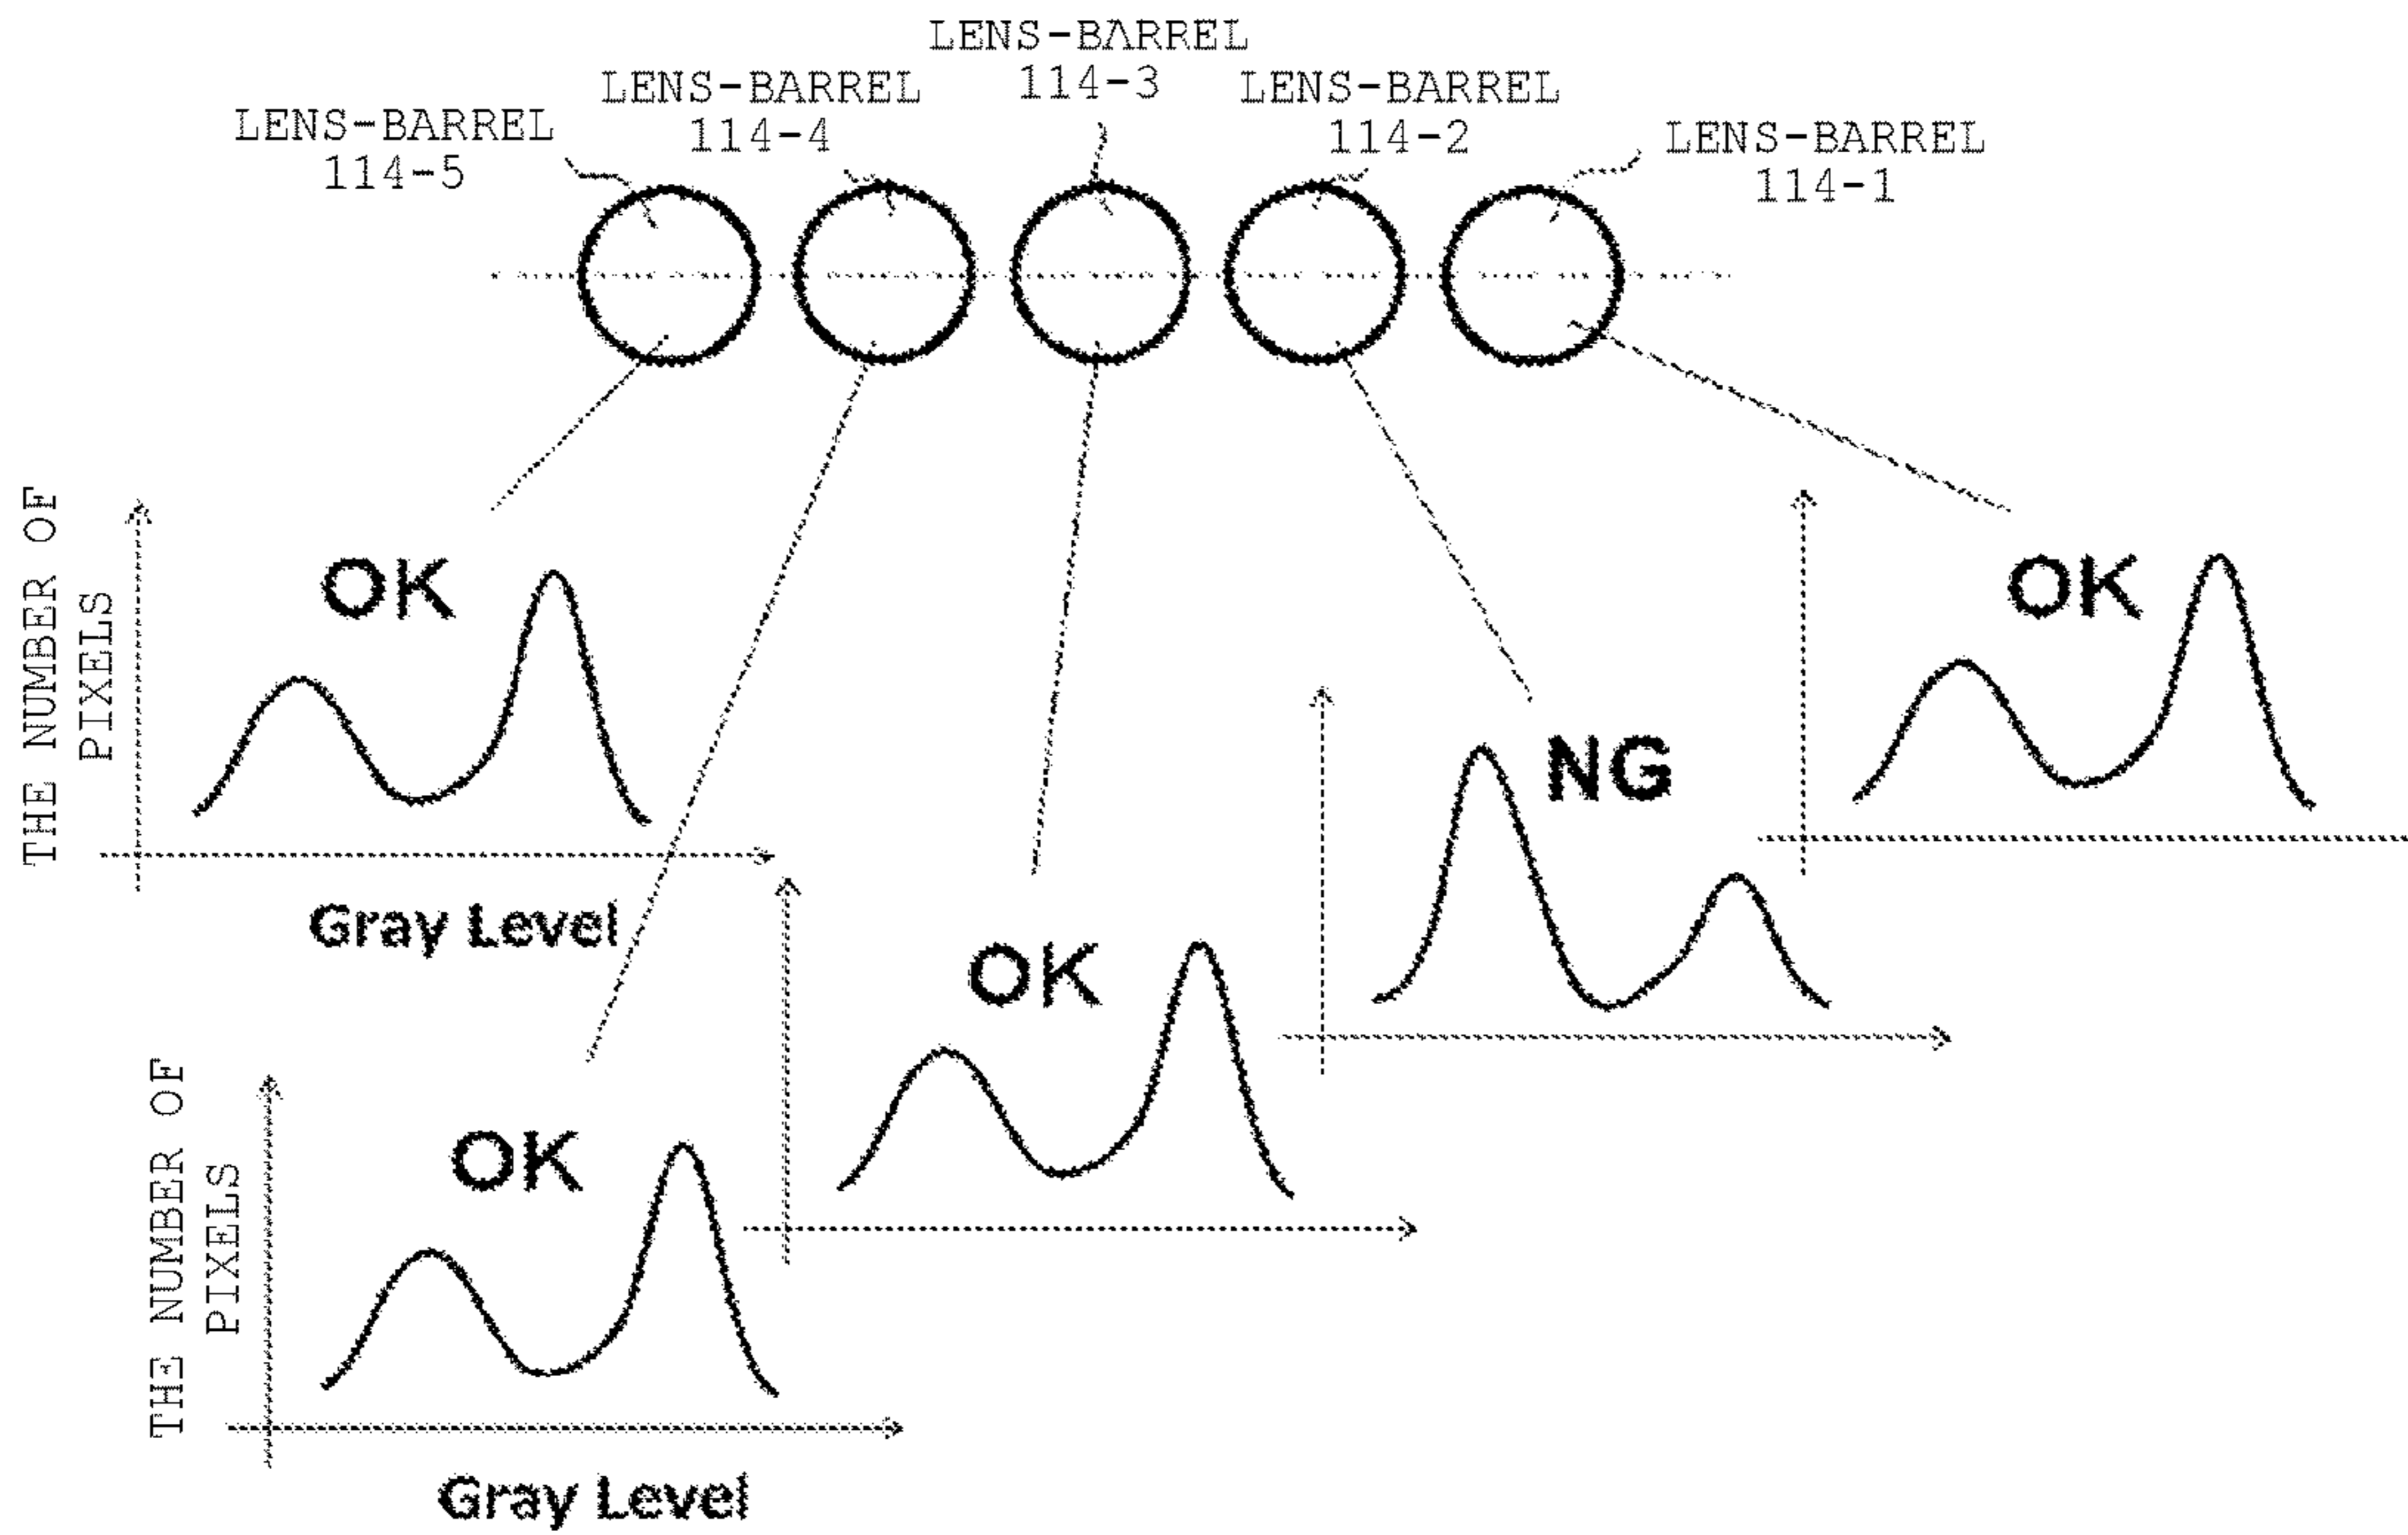 LENS-BARREL
114-3
LENS-BARREL
114-4
LENS-BARREL
114-2
LENS-BARREL
114-5
LENS-BARREL
114-1
THE NUMBER OF
PIXELS
OK
Gray Level
OK
NG
OK
THE NUMBER OF
PIXELS
OK
Gray Level